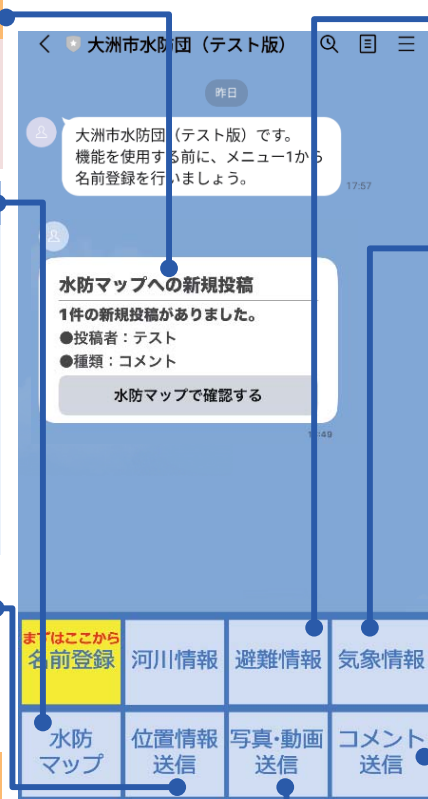 大洲市水防団（テスト版）
昨日
大洲市水防団（テスト版）です。
機能を使用する前に、メニュー1から
名前登録を行いましょう。
17:57
水防マップへの新規投稿
1件の新規投稿がありました。
●投稿者：テスト
●種類：コメント
水防マップで確認する
まずはここから
名前登録
河川情報
避難情報
気象情報
水防
マップ
位置情報
送信
写真・動画
送信
コメント
送信